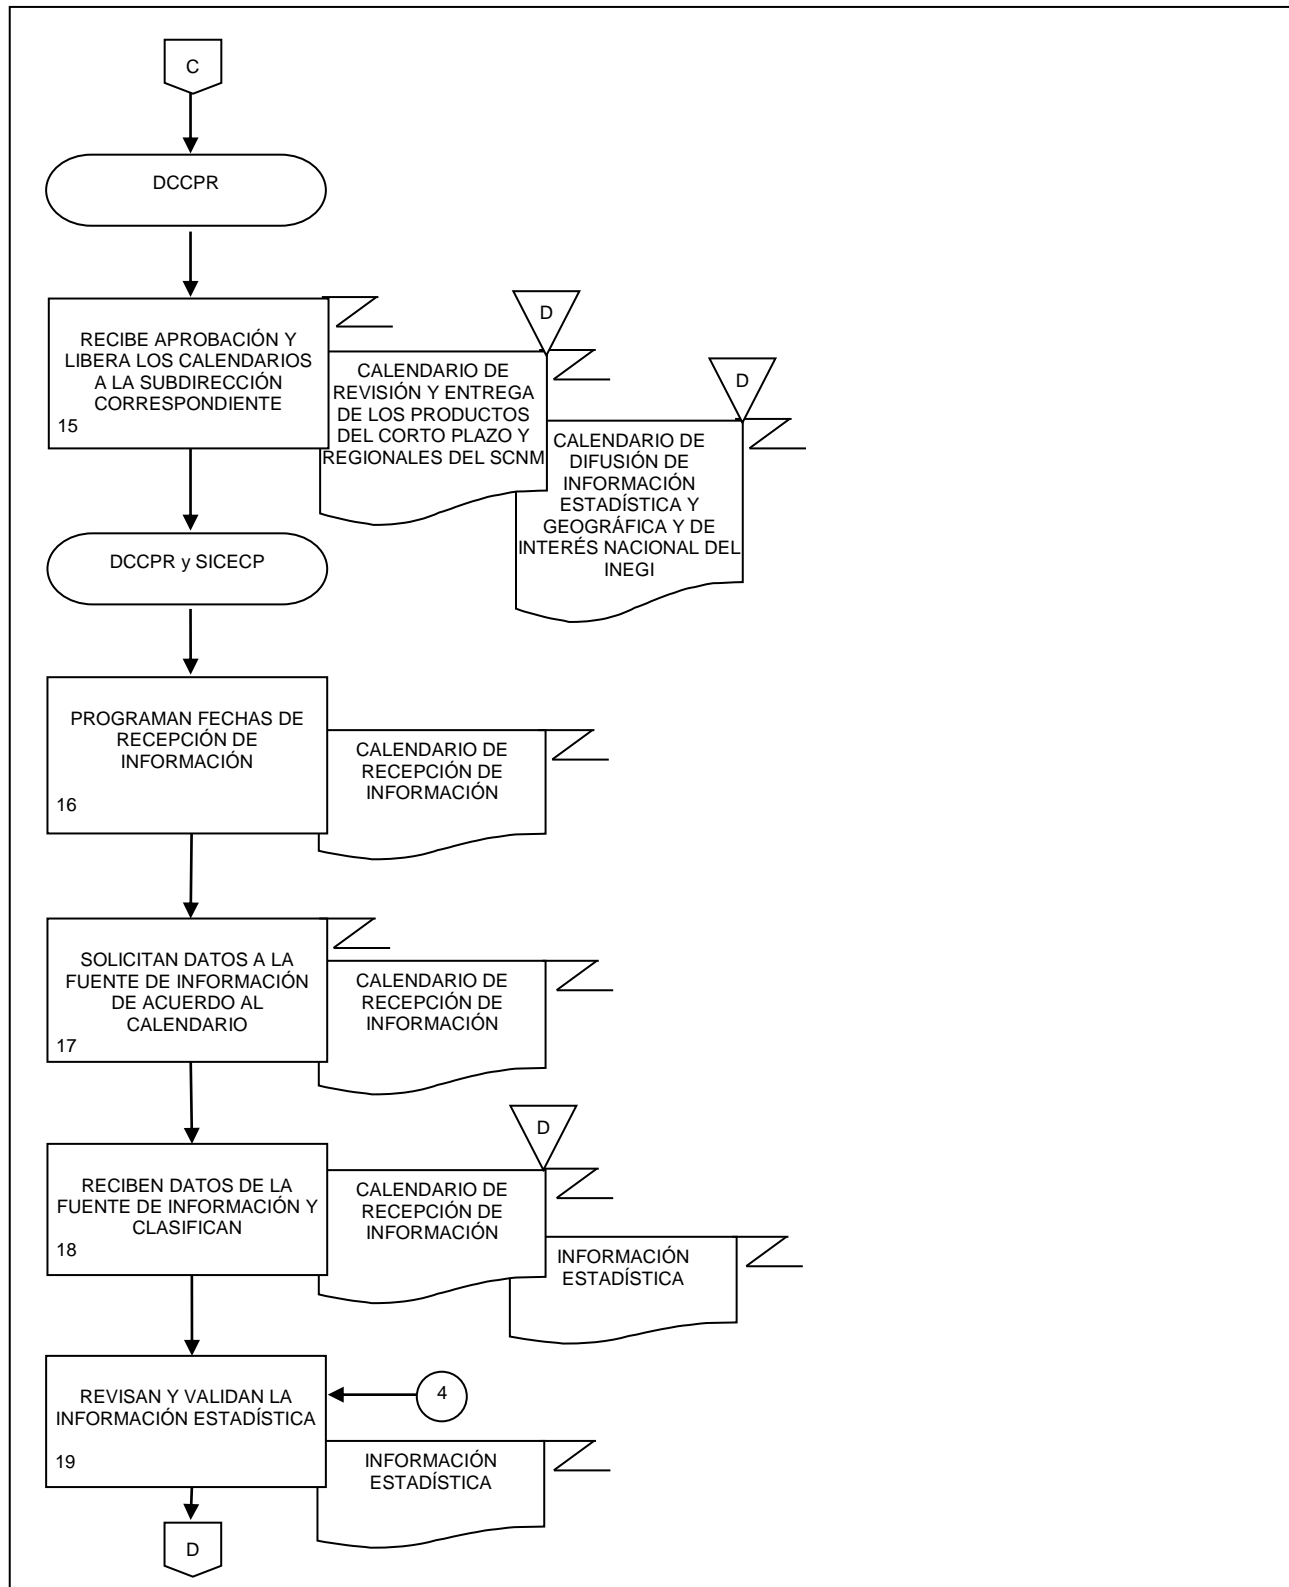 C
DCCPR
RECIBE APROBACIÓN Y
LIBERA LOS CALENDARIOS
A LA SUBDIRECCIÓN
CORRESPONDIENTE
15
D
CALENDARIO DE
REVISIÓN Y ENTREGA
DE LOS PRODUCTOS
DEL CORTO PLAZO Y
REGIONALES DEL SCNM
D
CALENDARIO DE
DIFUSIÓN DE
INFORMACIÓN
ESTADÍSTICA Y
GEOGRÁFICA Y DE
INTERÉS NACIONAL DEL
INEGI
DCCPR y SICECP
PROGRAMAN FECHAS DE
RECEPCIÓN DE
INFORMACIÓN
16
CALENDARIO DE
RECEPCIÓN DE
INFORMACIÓN
SOLICITAN DATOS A LA
FUENTE DE INFORMACIÓN
DE ACUERDO AL
CALENDARIO
17
CALENDARIO DE
RECEPCIÓN DE
INFORMACIÓN
RECIBEN DATOS DE LA
FUENTE DE INFORMACIÓN Y
CLASIFICAN
18
D
CALENDARIO DE
RECEPCIÓN DE
INFORMACIÓN
INFORMACIÓN
ESTADÍSTICA
REVISAN Y VALIDAN LA
INFORMACIÓN ESTADÍSTICA
19
4
INFORMACIÓN
ESTADÍSTICA
D